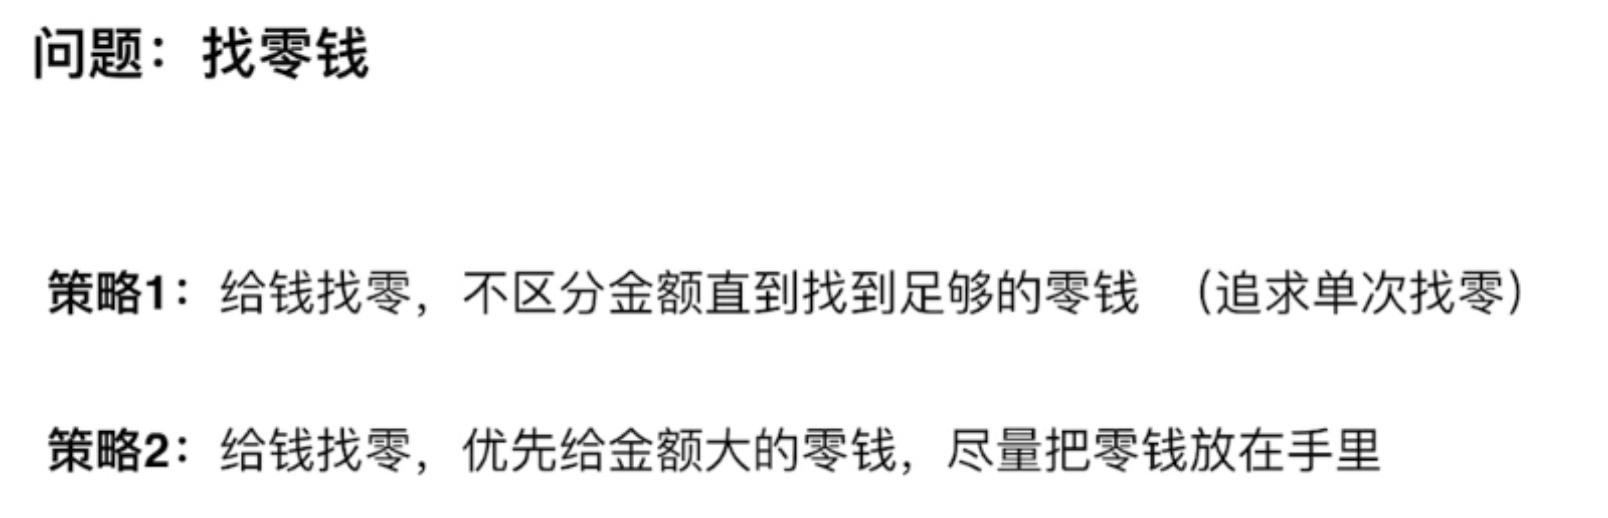 问题：找零钱
策略1：给钱找零，不区分金额直到找到足够的零钱 （追求单次找零）
策略2：给钱找零，优先给金额大的零钱，尽量把零钱放在手里